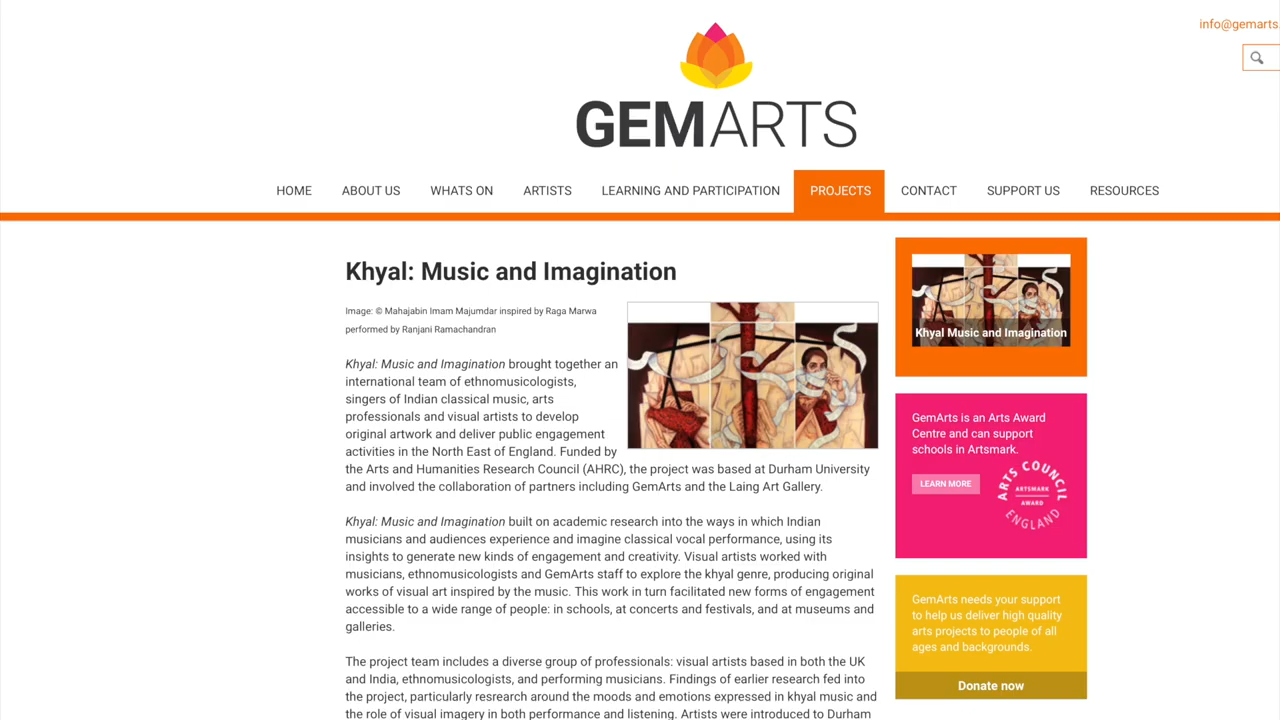 info@gemarts.
GEMARTS
HOME ABOUT US WHATS ON ARTISTS LEARNING AND PARTICIPATION PROJECTS CONTACT SUPPORT US RESOURCES
Khyal: Music and Imagination
Image: © Mahajabin Imam Majumdar inspired by Raga Marwa
performed by Ranjani Ramachandran
Khyal: Music and Imagination brought together an
international team of ethnomusicologists,
singers of Indian classical music, arts
professionals and visual artists to develop
original artwork and deliver public engagement
activities in the North East of England. Funded by
the Arts and Humanities Research Council (AHRC), the project was based at Durham University
and involved the collaboration of partners including GemArts and the Laing Art Gallery.
Khyal: Music and Imagination built on academic research into the ways in which Indian
musicians and audiences experience and imagine classical vocal performance, using its
insights to generate new kinds of engagement and creativity. Visual artists worked with
musicians, ethnomusicologists and GemArts staff to explore the khyal genre, producing original
works of visual art inspired by the music. This work in turn facilitated new forms of engagement
accessible to a wide range of people: in schools, at concerts and festivals, and at museums and
galleries.
The project team includes a diverse group of professionals: visual artists based in both the UK
and India, ethnomusicologists, and performing musicians. Findings of earlier research fed into
the project, particularly research around the moods and emotions expressed in khyal music and
the role of visual imagery in both performance and listening. Artists were introduced to Durham
Khyal Music and Imagination
GemArts is an Arts Award
Centre and can support
schools in Artsmark.
LEARN MORE
ARTS COUNCIL
ARTSMARK
AWARD
ENGLAND
GemArts needs your support
to help us deliver high quality
arts projects to people of all
ages and backgrounds.
Donate now